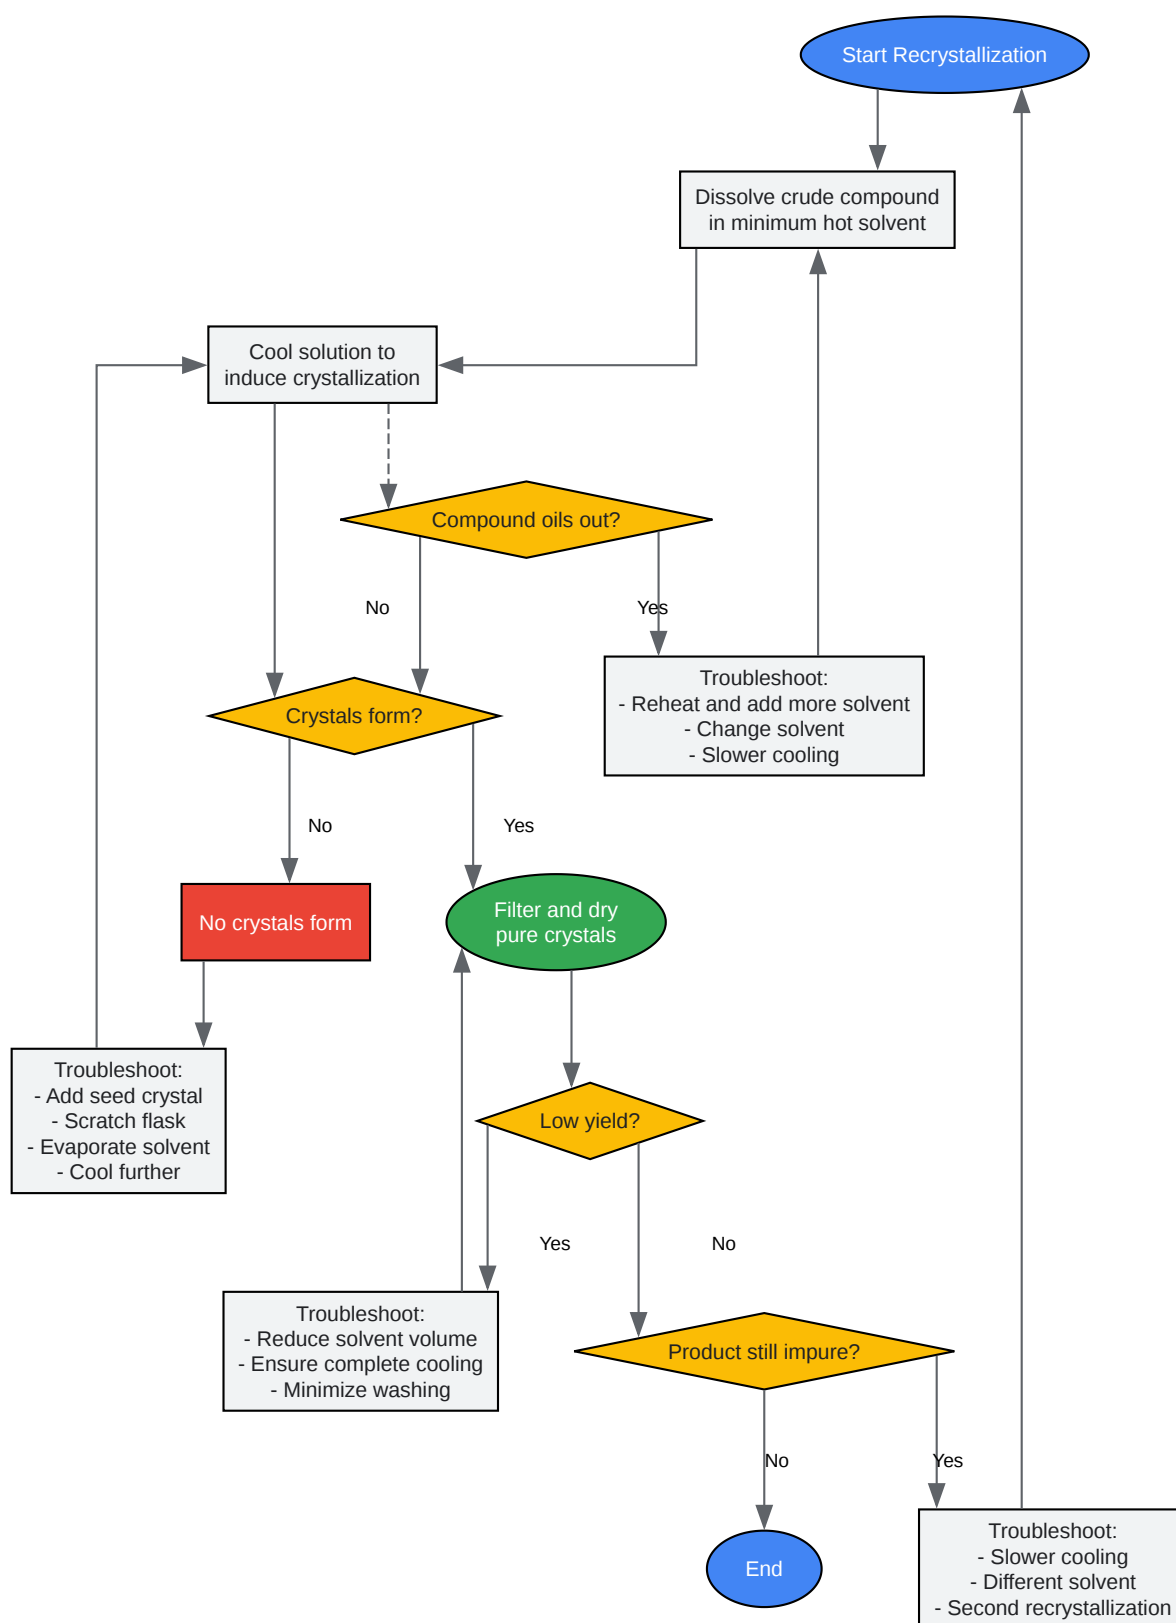 Start Recrystallization
Dissolve crude compound
in minimum hot solvent
Cool solution to
induce crystallization
Compound oils out?
No
Yes
Troubleshoot:
- Reheat and add more solvent
- Change solvent
- Slower cooling
Crystals form?
No
Yes
No crystals form
Filter and dry
pure crystals
Troubleshoot:
- Add seed crystal
- Scratch flask
- Evaporate solvent
- Cool further
Low yield?
Yes
No
Troubleshoot:
- Reduce solvent volume
- Ensure complete cooling
- Minimize washing
Product still impure?
No
Yes
End
Troubleshoot:
- Slower cooling
- Different solvent
- Second recrystallization